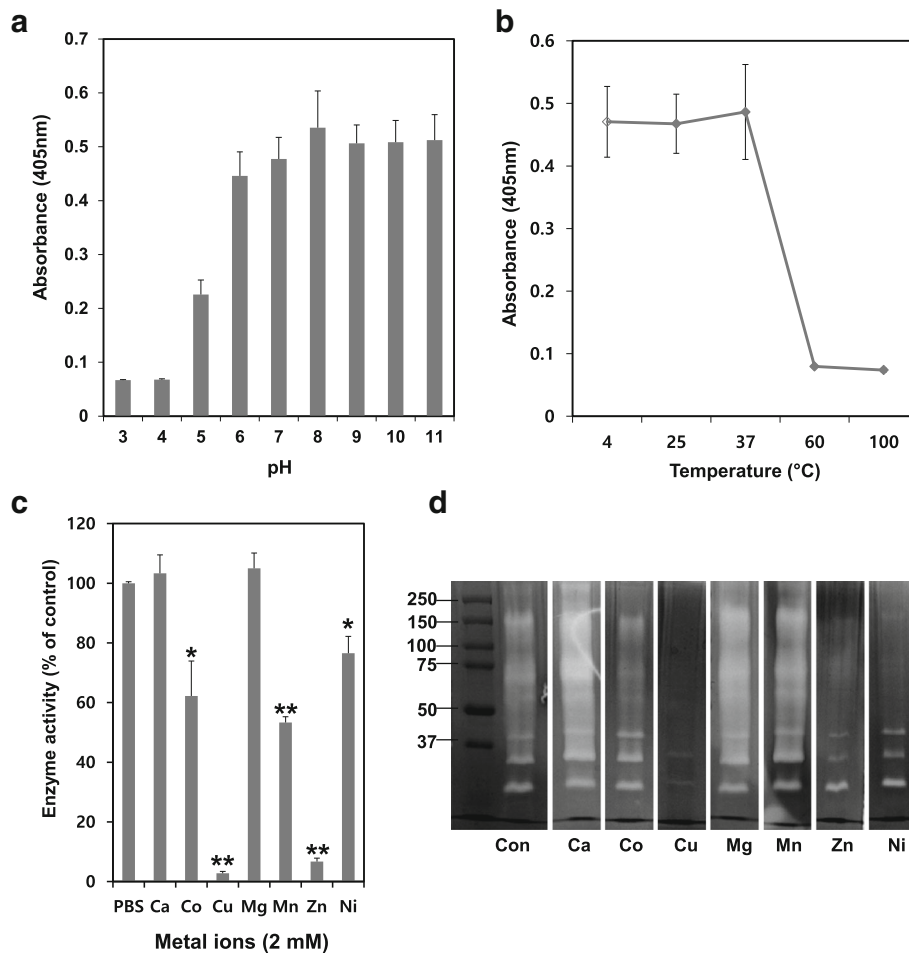 a
0.7
0.6
0.5
0.4
0.3
0.2
0.1
0
Absorbance (405nm)
3 4 5 6 7 8 9 10 11
pH
b
0.6
0.5
0.4
0.3
0.2
0.1
0
Absorbance (405nm)
4 25 37 60 100
Temperature (°C)
c
120
100
80
60
40
20
0
Enzyme activity (% of control)
* ** ** ** *
PBS Ca Co Cu Mg Mn Zn Ni
Metal ions (2 mM)
d
250
150
100
75
50
37
Con Ca Co Cu Mg Mn Zn Ni